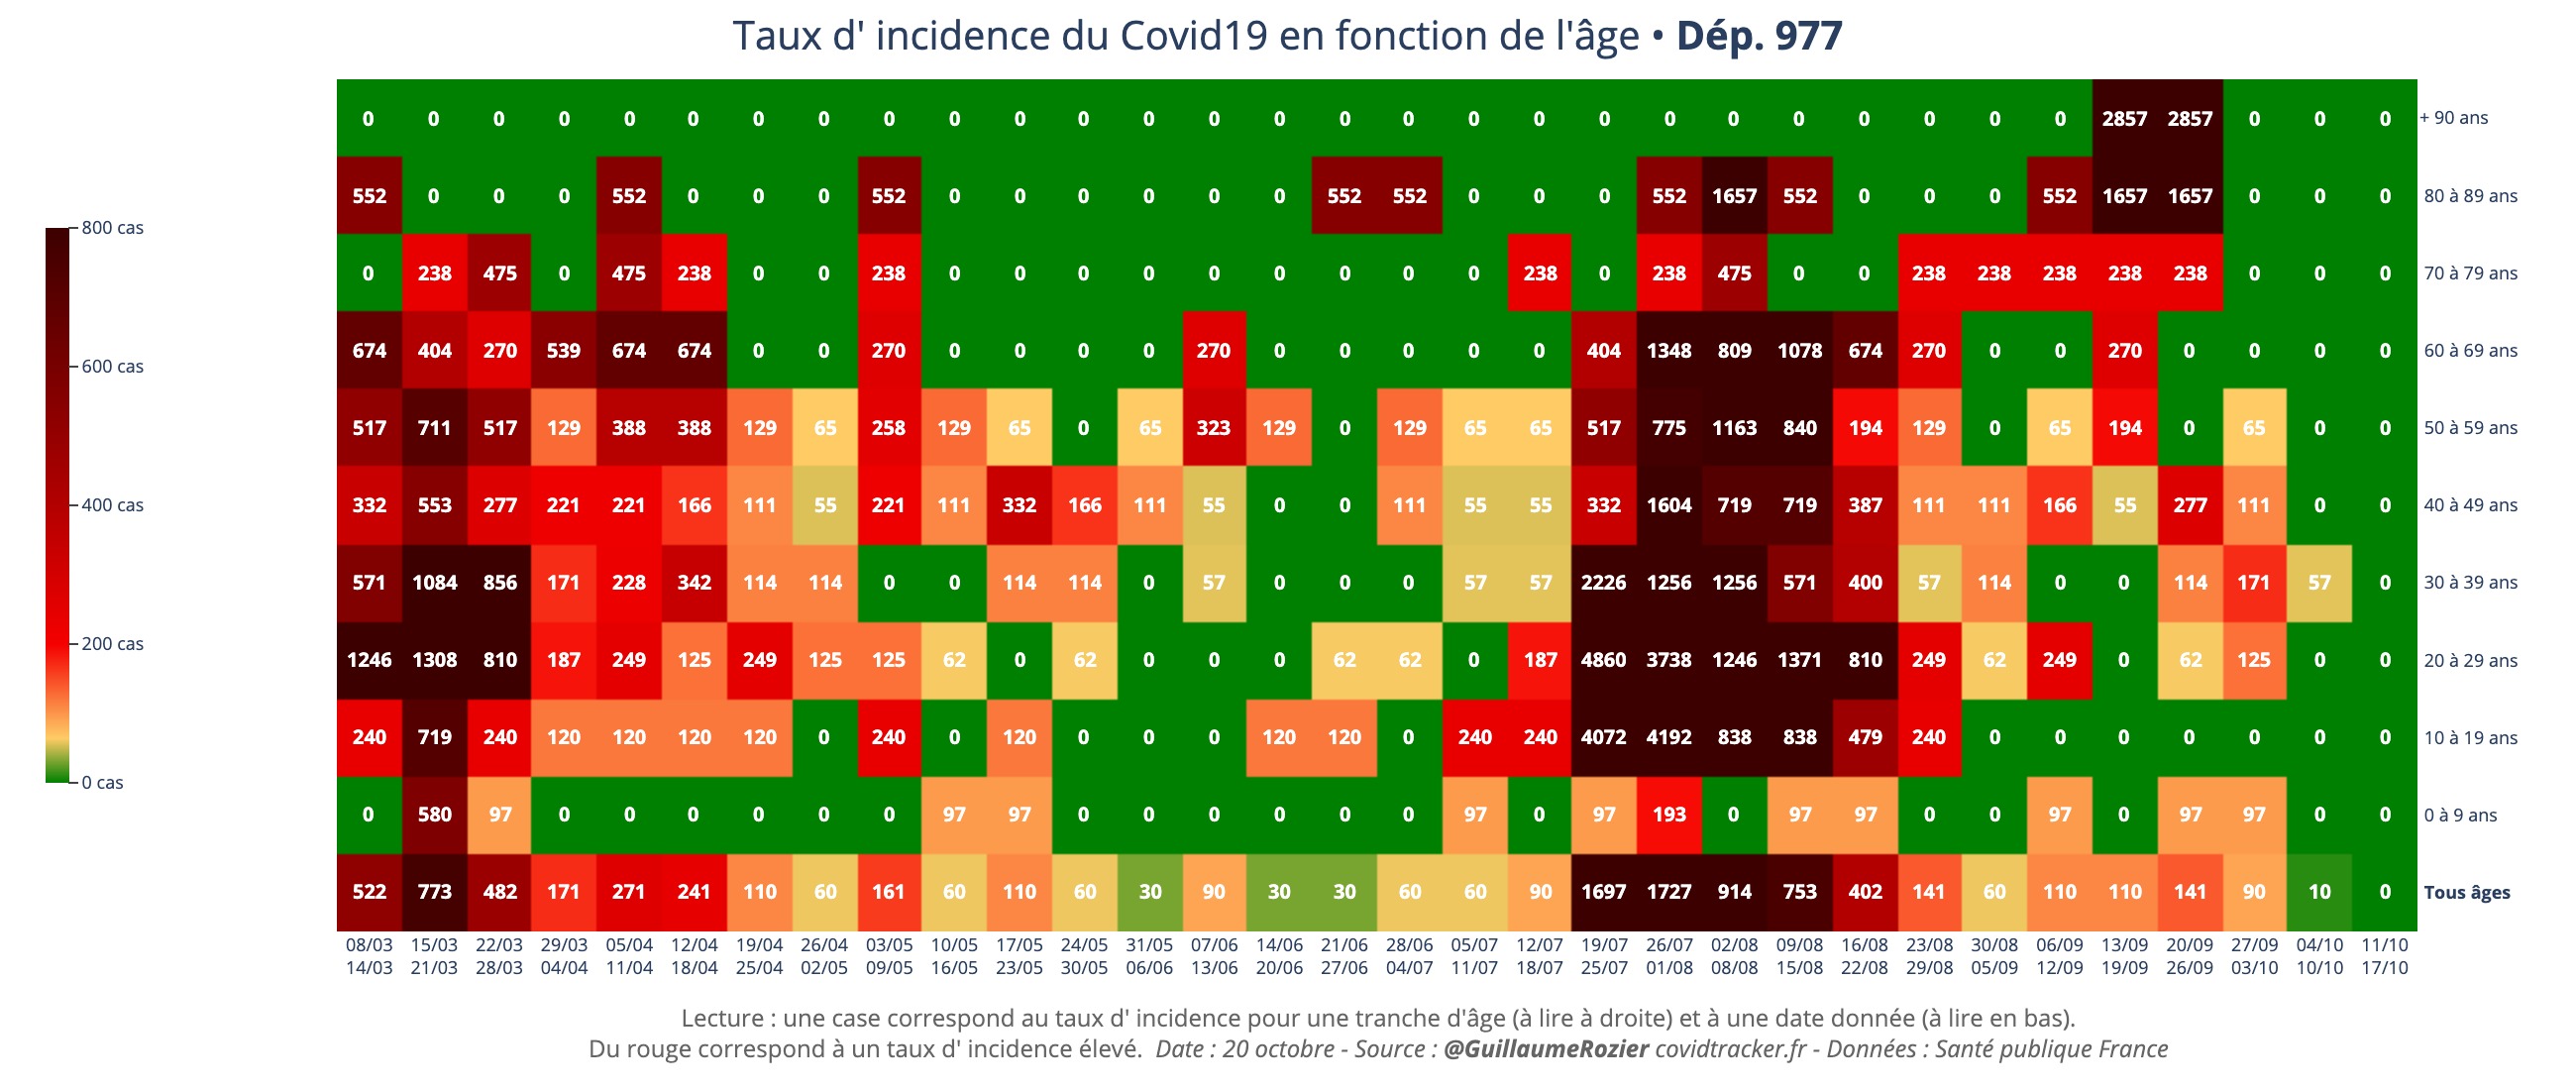 Taux d' incidence du Covid19 en fonction de l'âge • Dép. 977
800 cas
600 cas
400 cas
200 cas
0 cas
0 0 0 0 0 0 0 0 0 0 0 0 0 0 0 0 0 0 0 0 0 0 0 0 0 0 0 2857 2857 0 0 0 + 90 ans
552 0 0 0 552 0 0 0 552 0 0 0 0 0 0 552 552 0 0 0 552 1657 552 0 0 0 552 1657 1657 0 0 0 80 à 89 ans
0 238 475 0 475 238 0 0 238 0 0 0 0 0 0 0 0 0 238 0 238 475 0 0 238 238 238 238 238 0 0 0 70 à 79 ans
674 404 270 539 674 674 0 0 270 0 0 0 0 270 0 0 0 0 0 404 1348 809 1078 674 270 0 0 270 0 0 0 0 60 à 69 ans
517 711 517 129 388 388 129 65 258 129 65 0 65 323 129 0 129 65 65 517 775 1163 840 194 129 0 65 194 0 65 0 0 50 à 59 ans
332 553 277 221 221 166 111 55 221 111 332 166 111 55 0 0 111 55 55 332 1604 719 719 387 111 111 166 55 277 111 0 0 40 à 49 ans
571 1084 856 171 228 342 114 114 0 0 114 114 0 57 0 0 0 57 57 2226 1256 1256 571 400 57 114 0 0 114 171 57 0 30 à 39 ans
1246 1308 810 187 249 125 249 125 125 62 0 62 0 0 0 62 62 0 187 4860 3738 1246 1371 810 249 62 249 0 62 125 0 0 20 à 29 ans
240 719 240 120 120 120 120 0 240 0 120 0 0 0 120 120 0 240 240 4072 4192 838 838 479 240 0 0 0 0 0 0 0 10 à 19 ans
0 580 97 0 0 0 0 0 0 97 97 0 0 0 0 0 0 97 0 97 193 0 97 97 0 0 97 0 97 97 0 0 0 à 9 ans
522 773 482 171 271 241 110 60 161 60 110 60 30 90 30 30 60 60 90 1697 1727 914 753 402 141 60 110 110 141 90 10 0 Tous âges
08/03 15/03 22/03 29/03 05/04 12/04 19/04 26/04 03/05 10/05 17/05 24/05 31/05 07/06 14/06 21/06 28/06 05/07 12/07 19/07 26/07 02/08 09/08 16/08 23/08 30/08 06/09 13/09 20/09 27/09 04/10 11/10
14/03 21/03 28/03 04/04 11/04 18/04 25/04 02/05 09/05 16/05 23/05 30/05 06/06 13/06 20/06 27/06 04/07 11/07 18/07 25/07 01/08 08/08 15/08 22/08 29/08 05/09 12/09 19/09 26/09 03/10 10/10 17/10
Lecture : une case correspond au taux d' incidence pour une tranche d'âge (à lire à droite) et à une date donnée (à lire en bas).
Du rouge correspond à un taux d' incidence élevé. Date : 20 octobre - Source : @GuillaumeRozier covidtracker.fr - Données : Santé publique France